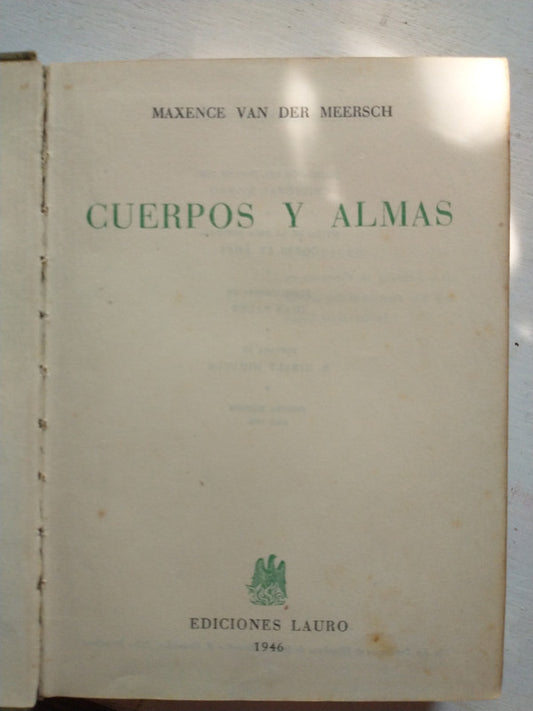 MAXENCE VAN DER MEERSCH
CUERPOS Y ALMAS
EDICIONES LAURO
1946